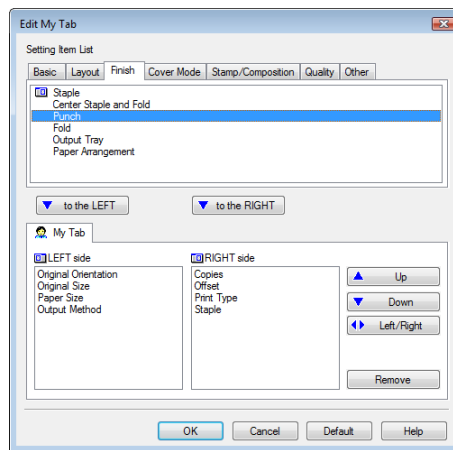 Edit My Tab
Setting Item List
Basic Layout Finish Cover Mode Stamp/Composition Quality Other
Staple
Center Staple and Fold
Punch
Fold
Output Tray
Paper Arrangement
to the LEFT to the RIGHT
My Tab
LEFT side
Original Orientation
Original Size
Paper Size
Output Method
RIGHT side
Copies
Offset
Print Type
Staple
Up
Down
Left/Right
Remove
OK Cancel Default Help